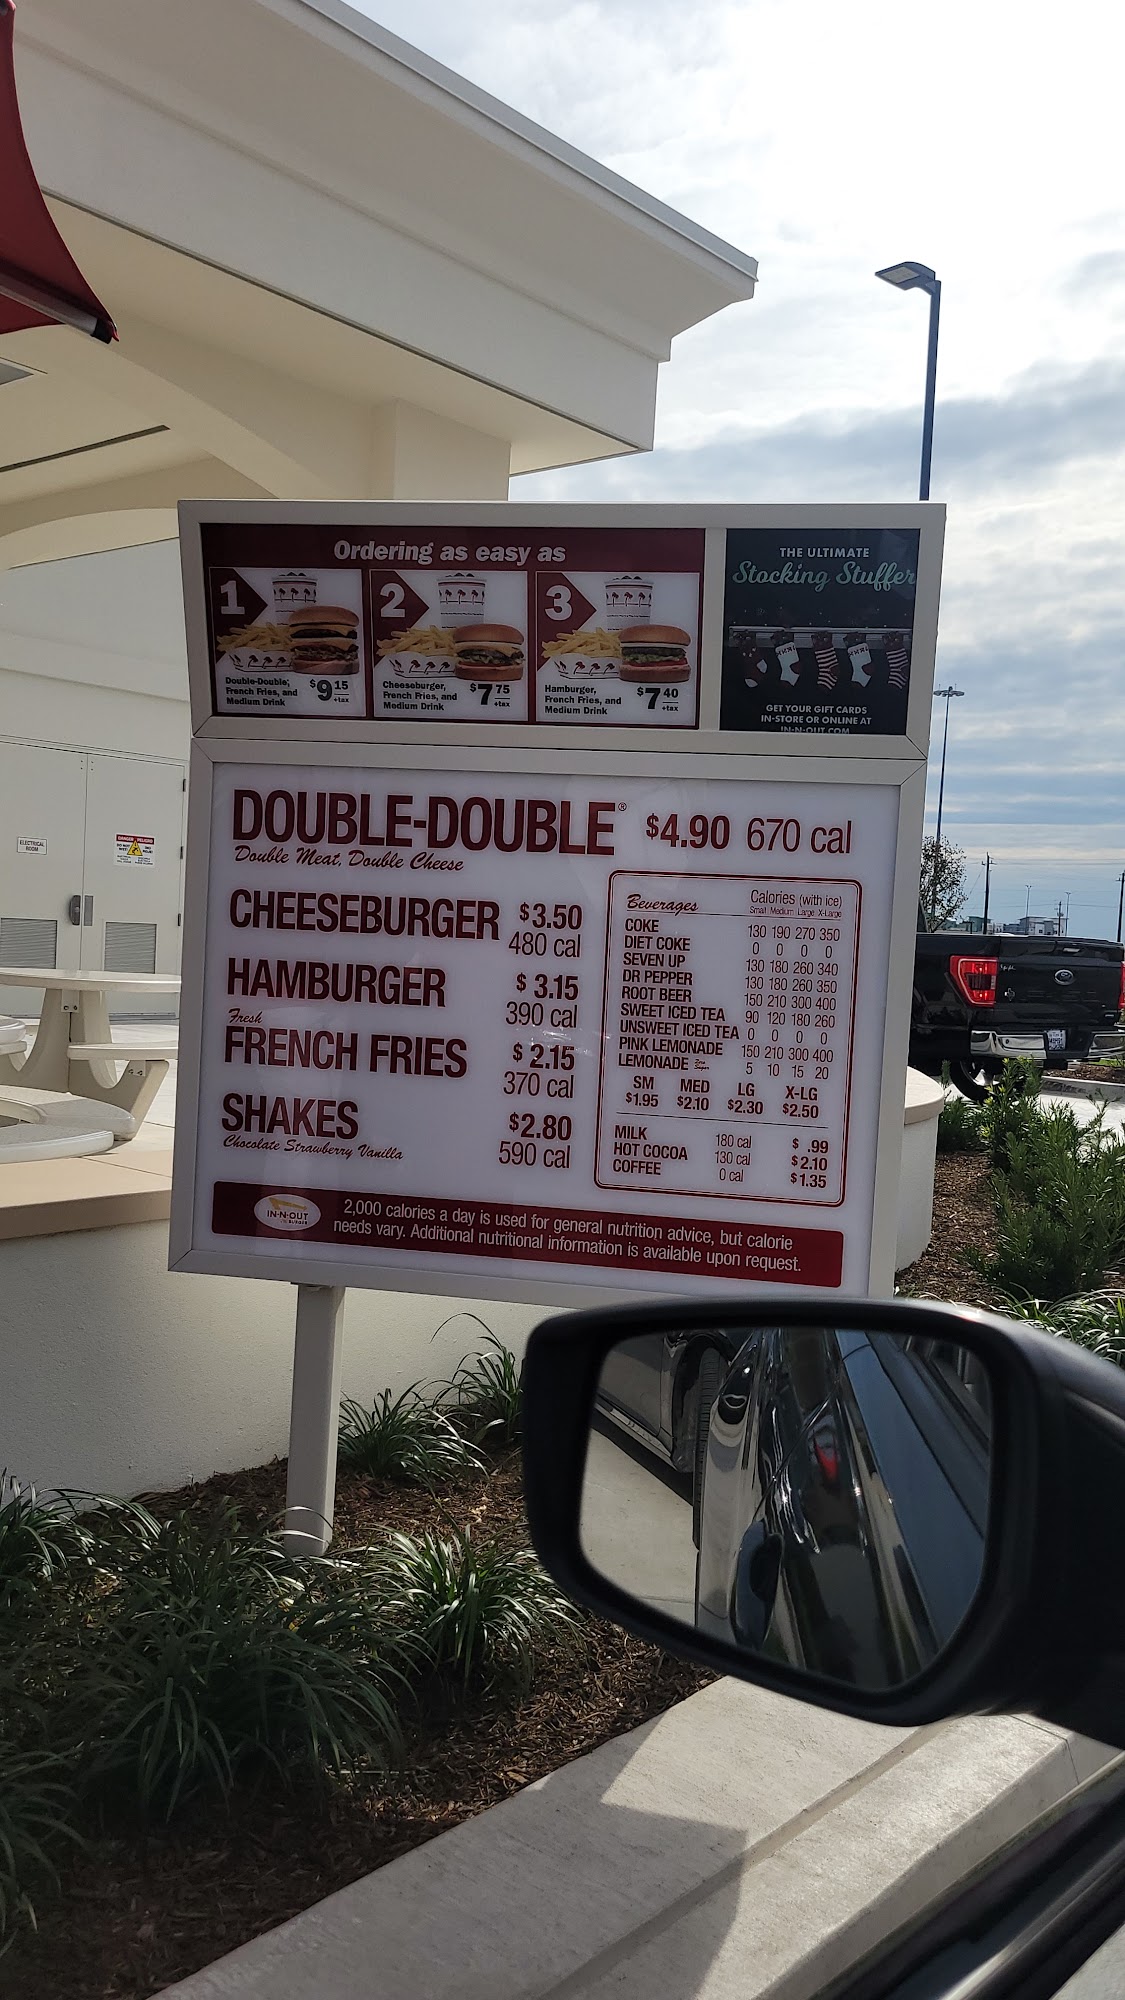 Ordering as easy as
1
Double-Double,
French Fries, and
Medium Drink
$9.15
+tax
2
Cheeseburger,
French Fries, and
Medium Drink
$7.75
+tax
3
Hamburger,
French Fries, and
Medium Drink
$7.40
+tax
THE ULTIMATE
Stocking Stuffer
GET YOUR GIFT CARDS
IN-STORE OR ONLINE AT
IN-N-OUT.COM
DOUBLE-DOUBLE® $4.90 670 cal
Double Meat, Double Cheese
CHEESEBURGER $3.50
480 cal
HAMBURGER $3.15
390 cal
Fresh
FRENCH FRIES $2.15
370 cal
SHAKES $2.80
Chocolate Strawberry Vanilla 590 cal
Beverages Calories (with ice)
Small Medium Large X-Large
COKE 130 190 270 350
DIET COKE 0 0 0 0
SEVEN UP 130 180 260 340
DR PEPPER 130 180 260 350
ROOT BEER 150 210 300 400
SWEET ICED TEA 90 120 180 260
UNSWEET ICED TEA 0 0 0 0
PINK LEMONADE 150 210 300 400
LEMONADE 5 10 15 20
SM MED LG X-LG
$1.95 $2.10 $2.30 $2.50
MILK 180 cal $ .99
HOT COCOA 130 cal $2.10
COFFEE 0 cal $1.35
IN-N-OUT
BURGER
2,000 calories a day is used for general nutrition advice, but calorie
needs vary. Additional nutritional information is available upon request.
ELECTRICAL
ROOM
DANGER